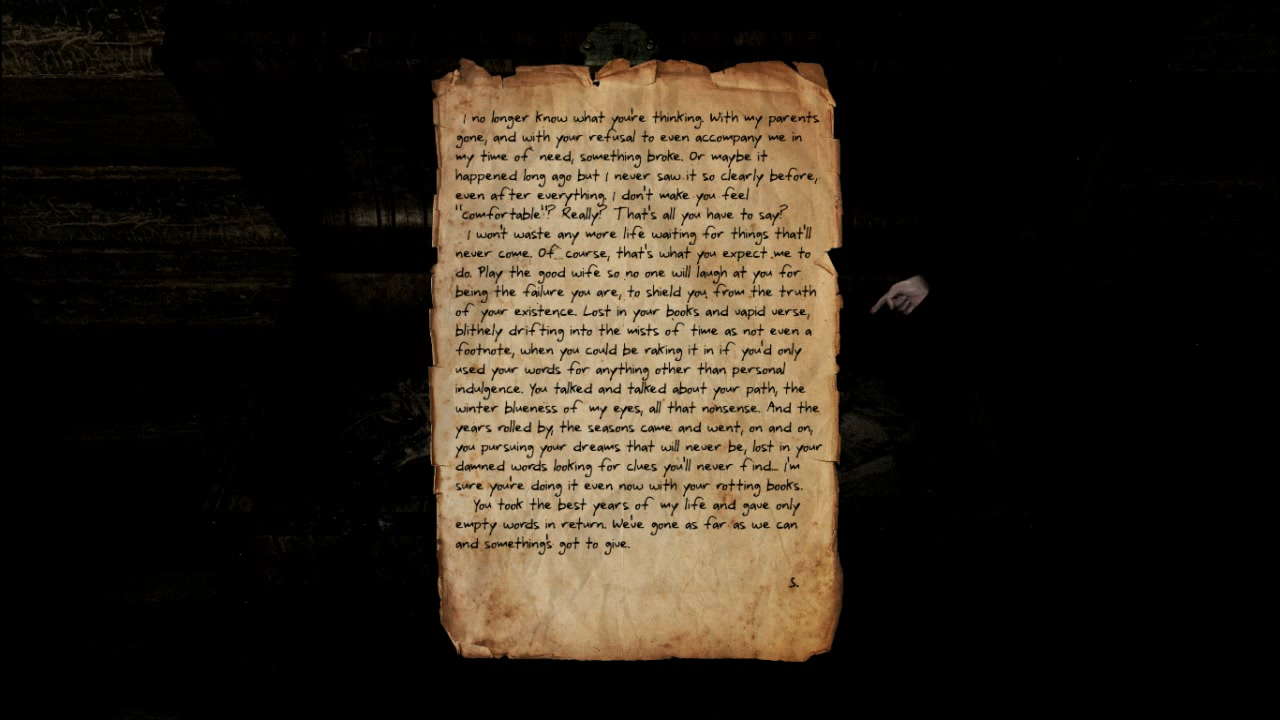 I no longer know what you're thinking. With my parents
gone, and with your refusal to even accompany me in
my time of need, something broke. Or maybe it
happened long ago but I never saw it so clearly before,
even after everything. I don't make you feel
"comfortable"? Really? That's all you have to say?
I won't waste any more life waiting for things that'll
never come. Of course, that's what you expect me to
do. Play the good wife so no one will laugh at you for
being the failure you are, to shield you from the truth
of your existence. Lost in your books and vapid verse,
blithely drifting into the mists of time as not even a
footnote, when you could be raking it in if you'd only
used your words for anything other than personal
indulgence. You talked and talked about your path, the
winter blueness of my eyes, all that nonsense. And the
years rolled by, the seasons came and went, on and on,
you pursuing your dreams that will never be, lost in your
damned words looking for clues you'll never find... I'm
sure you're doing it even now with your rotting books.
You took the best years of my life and gave only
empty words in return. We've gone as far as we can
and something's got to give.
S.